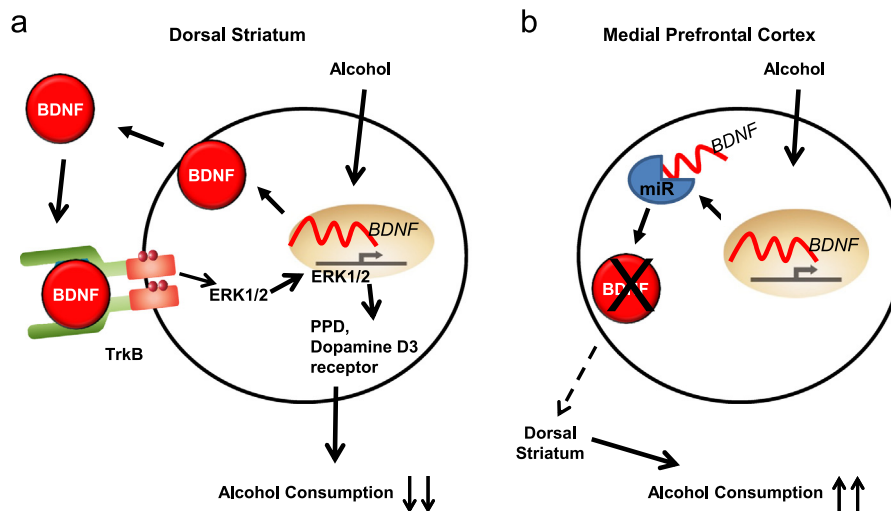 a
Dorsal Striatum
Alcohol
BDNF
BDNF
BDNF
BDNF
TrkB
ERK1/2
ERK1/2
PPD,
Dopamine D3
receptor
Alcohol Consumption
b
Medial Prefrontal Cortex
Alcohol
BDNF
miR
BDNF
BDNF
Dorsal
Striatum
Alcohol Consumption